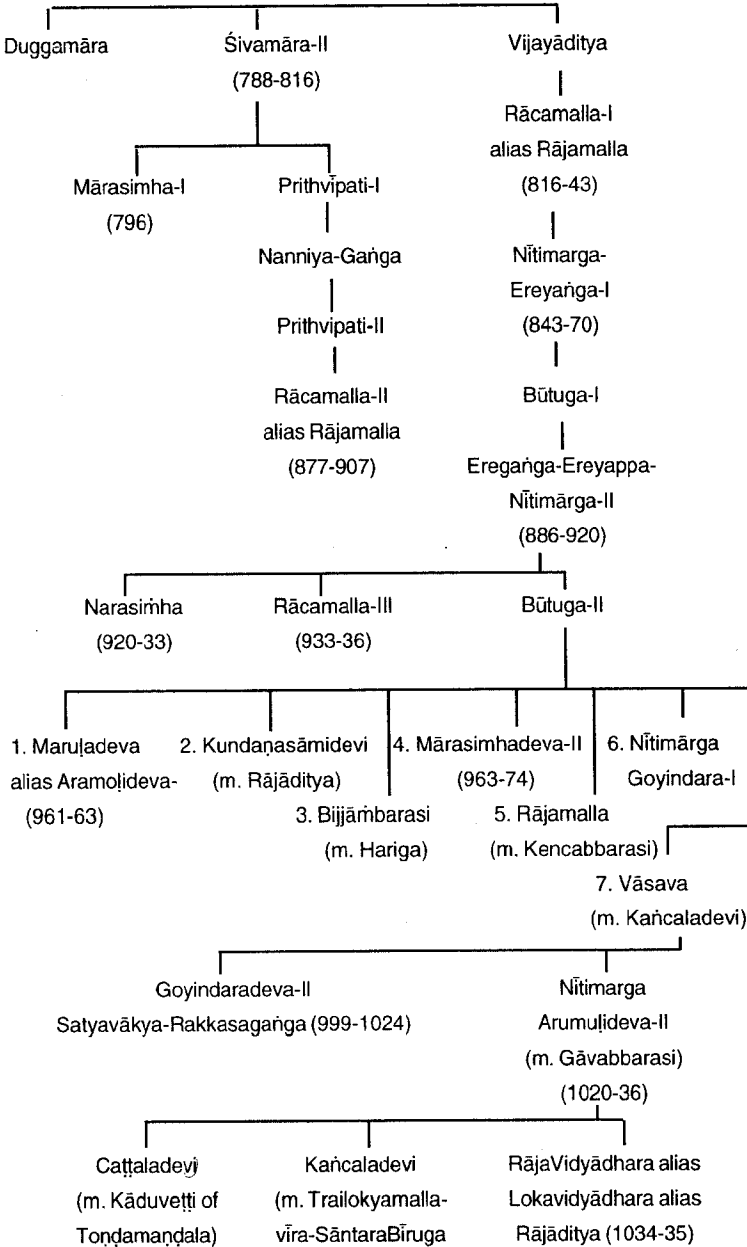 Duggamāra Śivamāra-II Vijayāditya
(788-816)
Rācamalla-I
alias Rājamalla
(816-43)
Mārasimha-I Prithvīpati-I
(796)
Nanniya-Gaṅga Nītimarga-
Ereyaṅga-I
(843-70)
Prithvipati-II
Rācamalla-II
alias Rājamalla
(877-907)
Būtuga-I
Eregaṅga-Ereyappa-
Nītimārga-II
(886-920)
Narasiṁha Rācamalla-III Būtuga-II
(920-33) (933-36)
1. Maruḷadeva 2. Kundaṇasāmidevi 4. Mārasimhadeva-II 6. Nītimārga
alias Aramoḷideva- (m. Rājāditya) (963-74) Goyindara-I
(961-63) 3. Bijjāṁbarasi 5. Rājamalla
(m. Hariga) (m. Kencabbarasi)
7. Vāsava
(m. Kaṅcaladevi)
Goyindaradeva-II Nītimarga
Satyavākya-Rakkasagaṅga (999-1024) Arumuḷideva-II
(m. Gāvabbarasi)
(1020-36)
Caṭṭaladevi Kaṅcaladevi RājaVidyādhara alias
(m. Kāduveṭṭi of (m. Trailokyamalla- Lokavidyādhara alias
Toṇḍamaṇḍala) vīra-SāntaraBīruga Rājāditya (1034-35)